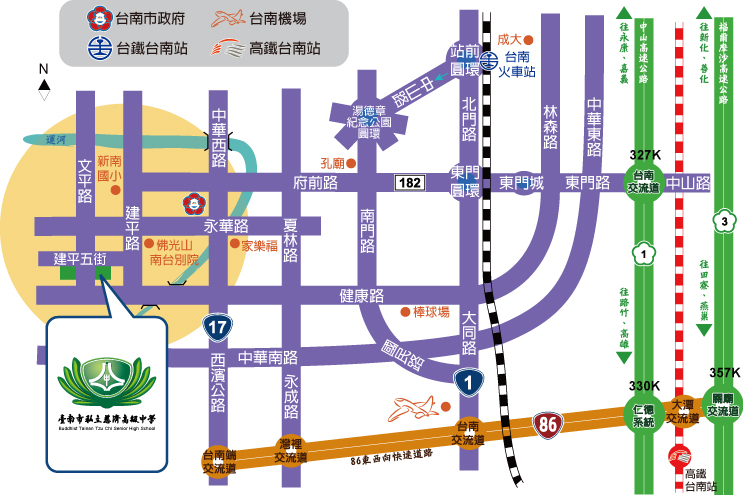 台南市政府
台南機場
台鐵台南站
高鐵台南站
N
往永康、嘉義
中山高速公路
往新化、善化
福爾摩沙高速公路
成大
站前
圓環
台南
火車站
中山路
湯德章
紀念公園
圓環
北門路
林森路
中華東路
中華西路
運河
文平路
新南
國小
孔廟
327K
台南
交流道
府前路
182
東門
圓環
東門城
東門路
中山路
建平路
永華路
夏林路
南門路
佛光山
南台別院
家樂福
建平五街
3
1
往路竹、高雄
往田寮、燕巢
健康路
棒球場
大同路
17
中華南路
西濱公路
永成路
國民路
1
86
330K
仁德
系統
大潭
交流道
357K
關廟
交流道
臺南市私立慈濟高級中學
Buddhist Tainan Tzu Chi Senior High School
台南端
交流道
灣裡
交流道
台南
交流道
86東西向快速道路
高鐵
台南站